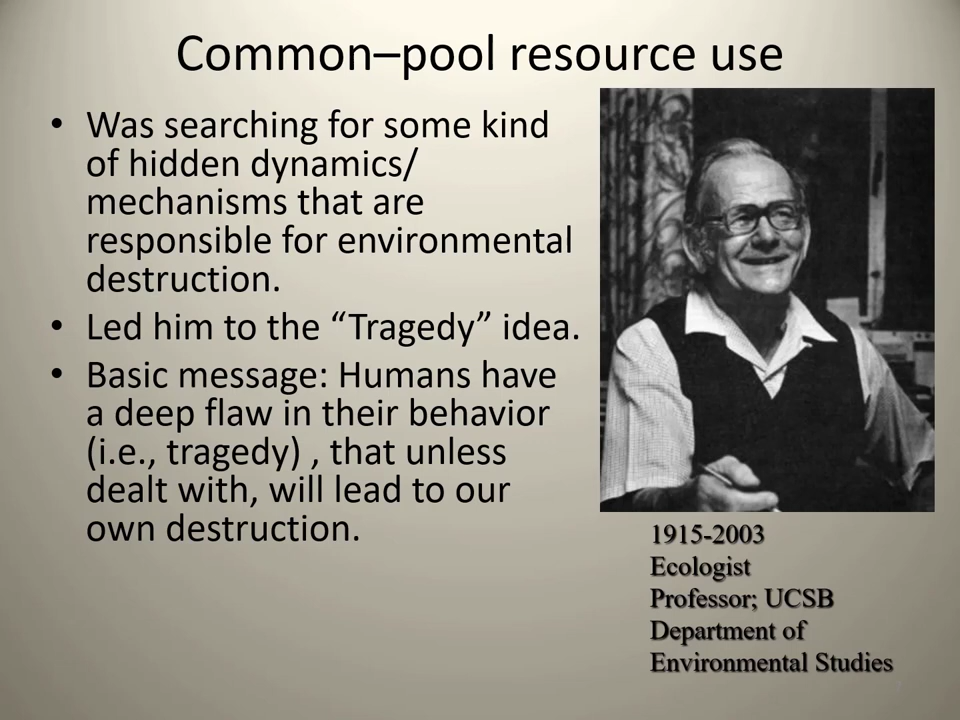 Common–pool resource use
• Was searching for some kind
of hidden dynamics/
mechanisms that are
responsible for environmental
destruction.
• Led him to the “Tragedy” idea.
• Basic message: Humans have
a deep flaw in their behavior
(i.e., tragedy) , that unless
dealt with, will lead to our
own destruction.
1915-2003
Ecologist
Professor; UCSB
Department of
Environmental Studies